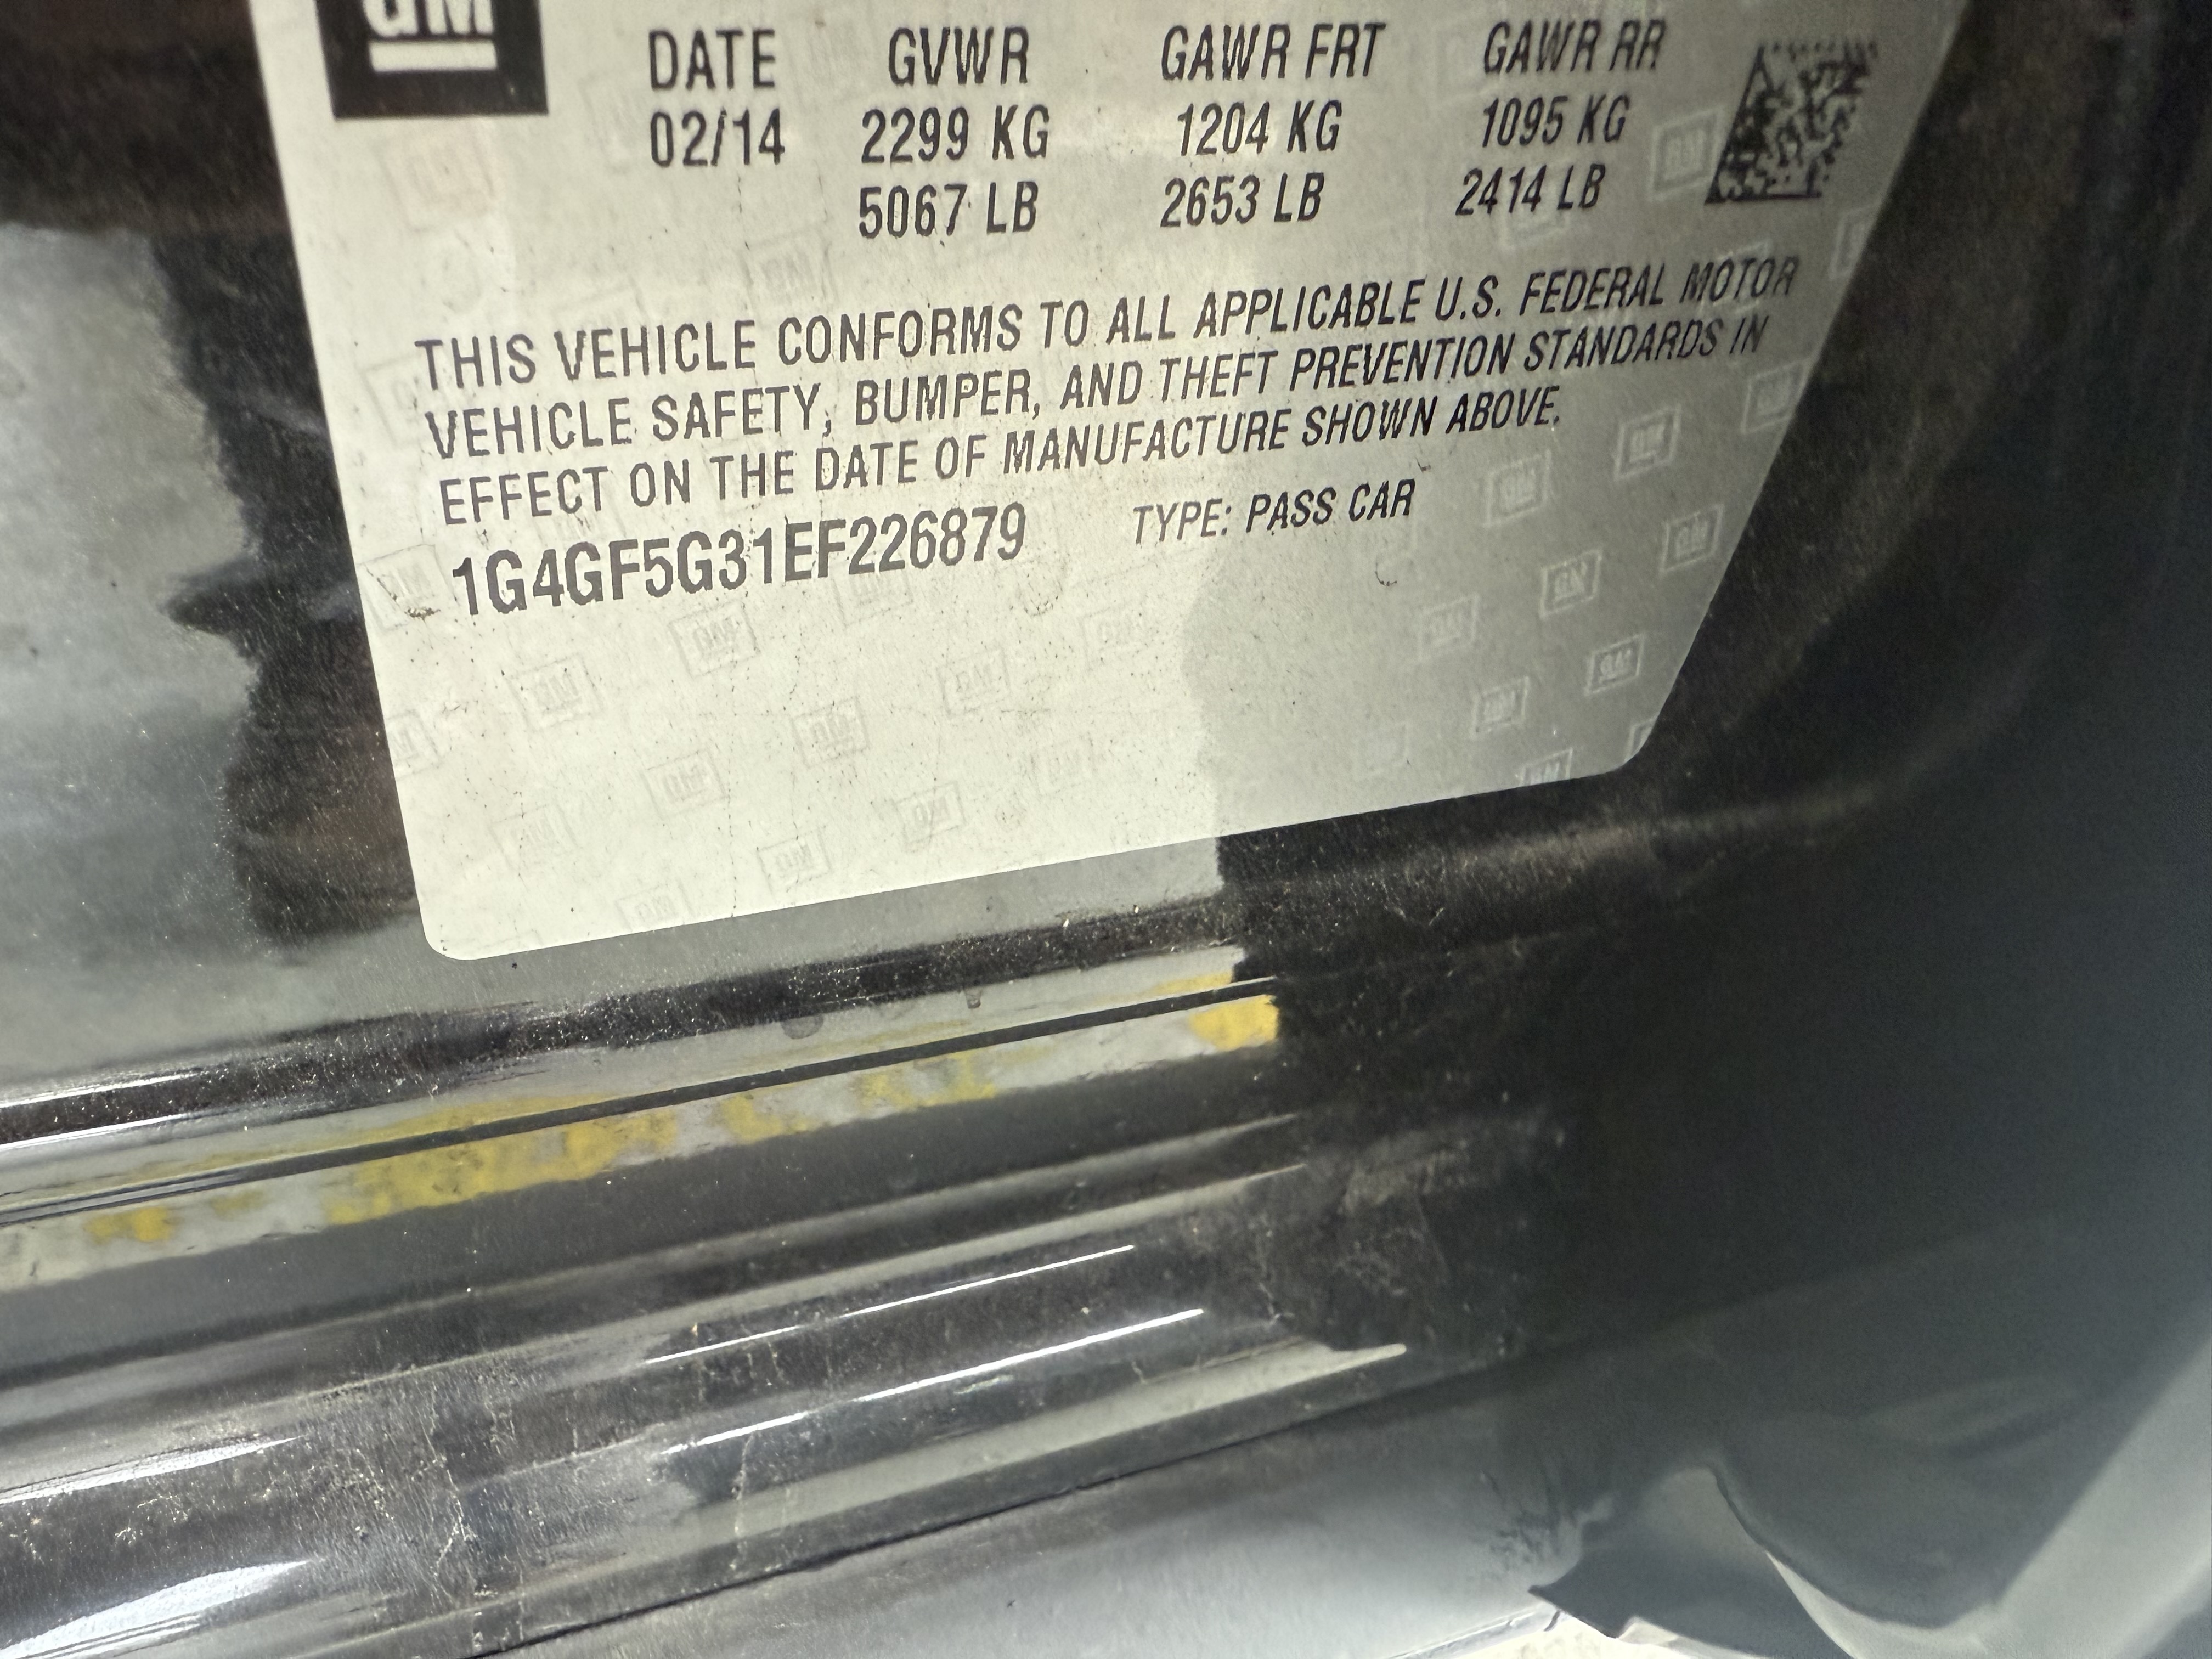 GM
DATE GVWR GAWR FRT GAWR RR
02/14 2299 KG 1204 KG 1095 KG
5067 LB 2653 LB 2414 LB
THIS VEHICLE CONFORMS TO ALL APPLICABLE U.S. FEDERAL MOTOR
VEHICLE SAFETY, BUMPER, AND THEFT PREVENTION STANDARDS IN
EFFECT ON THE DATE OF MANUFACTURE SHOWN ABOVE.
1G4GF5G31EF226879 TYPE: PASS CAR